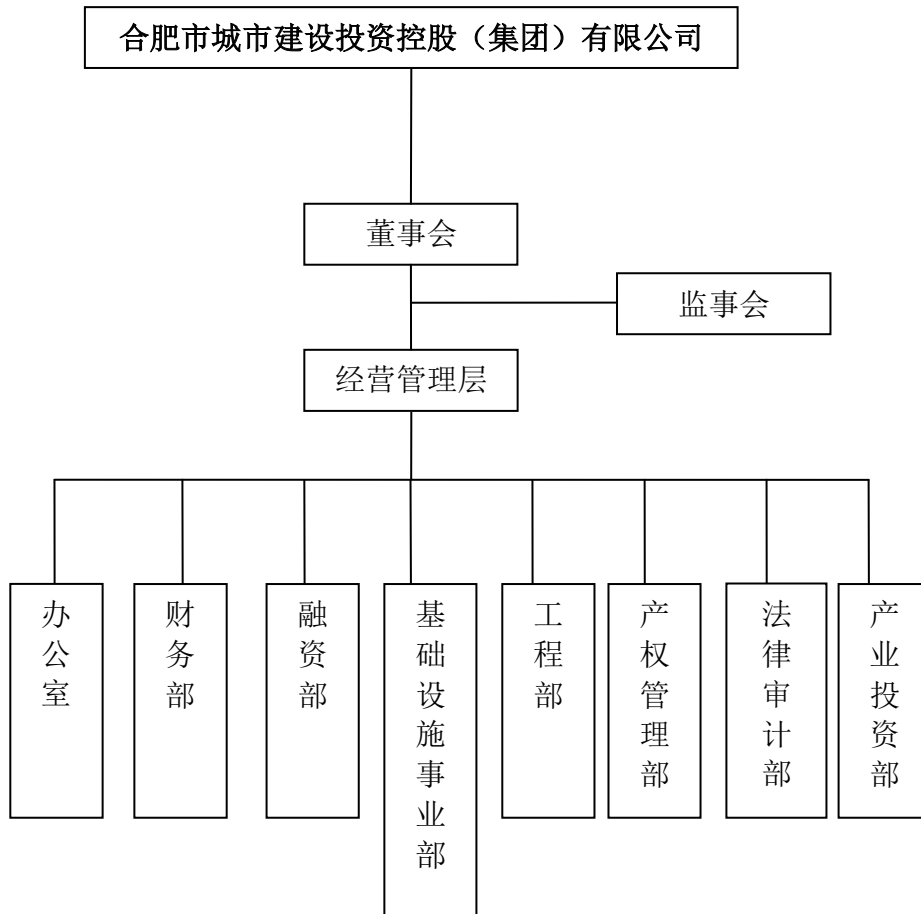 合肥市城市建设投资控股（集团）有限公司
董事会
监事会
经营管理层
办公室
财务部
融资部
基础设施事业部
工程部
产权管理部
法律审计部
产业投资部